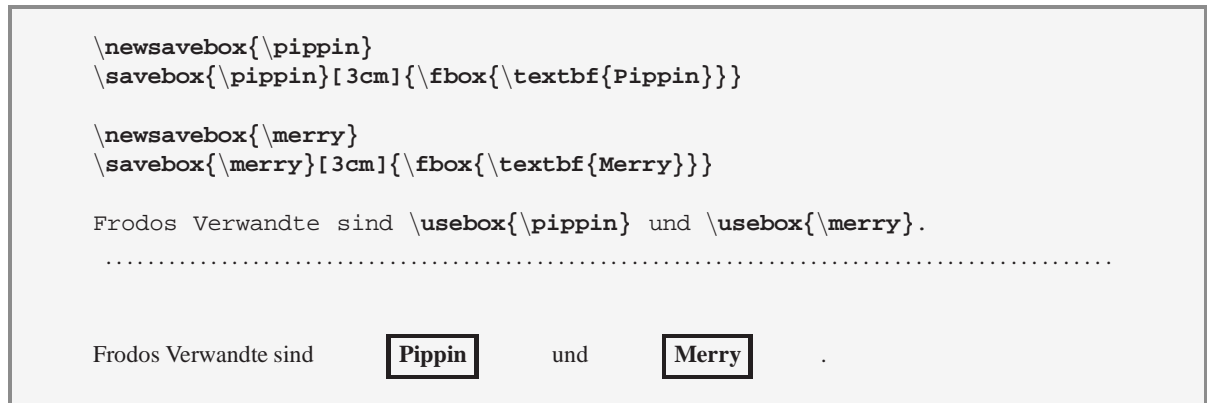 \newsavebox{\pippin}
\savebox{\pippin}[3cm]{\fbox{\textbf{Pippin}}}
\newsavebox{\merry}
\savebox{\merry}[3cm]{\fbox{\textbf{Merry}}}
Frodos Verwandte sind \usebox{\pippin} und \usebox{\merry}.
Frodos Verwandte sind Pippin und Merry .